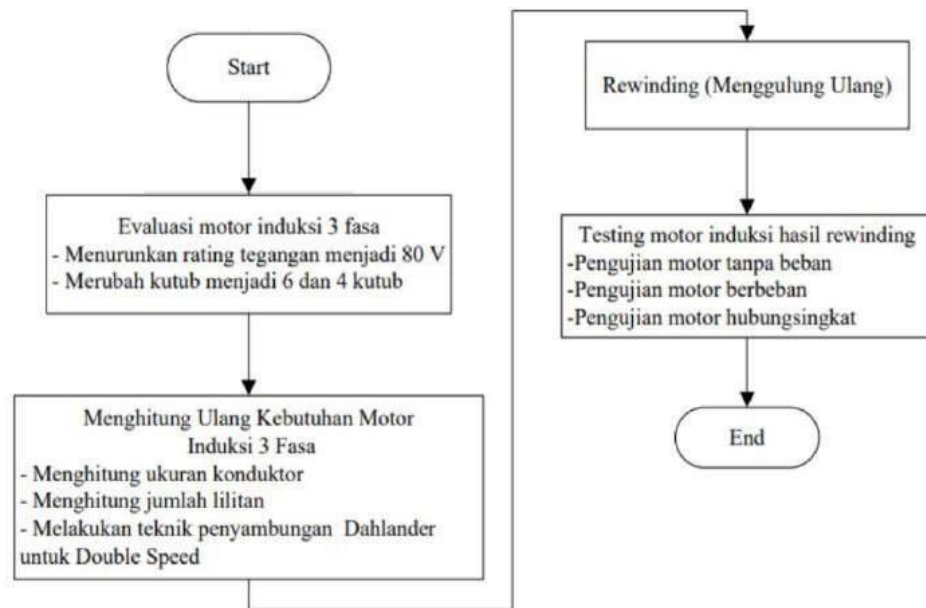 Start
Evaluasi motor induksi 3 fasa
- Menurunkan rating tegangan menjadi 80 V
- Merubah kutub menjadi 6 dan 4 kutub
Menghitung Ulang Kebutuhan Motor
Induksi 3 Fasa
- Menghitung ukuran konduktor
- Menghitung jumlah lilitan
- Melakukan teknik penyambungan Dahlander
untuk Double Speed
Rewinding (Menggulung Ulang)
Testing motor induksi hasil rewinding
-Pengujian motor tanpa beban
-Pengujian motor berbeban
-Pengujian motor hubungsingkat
End